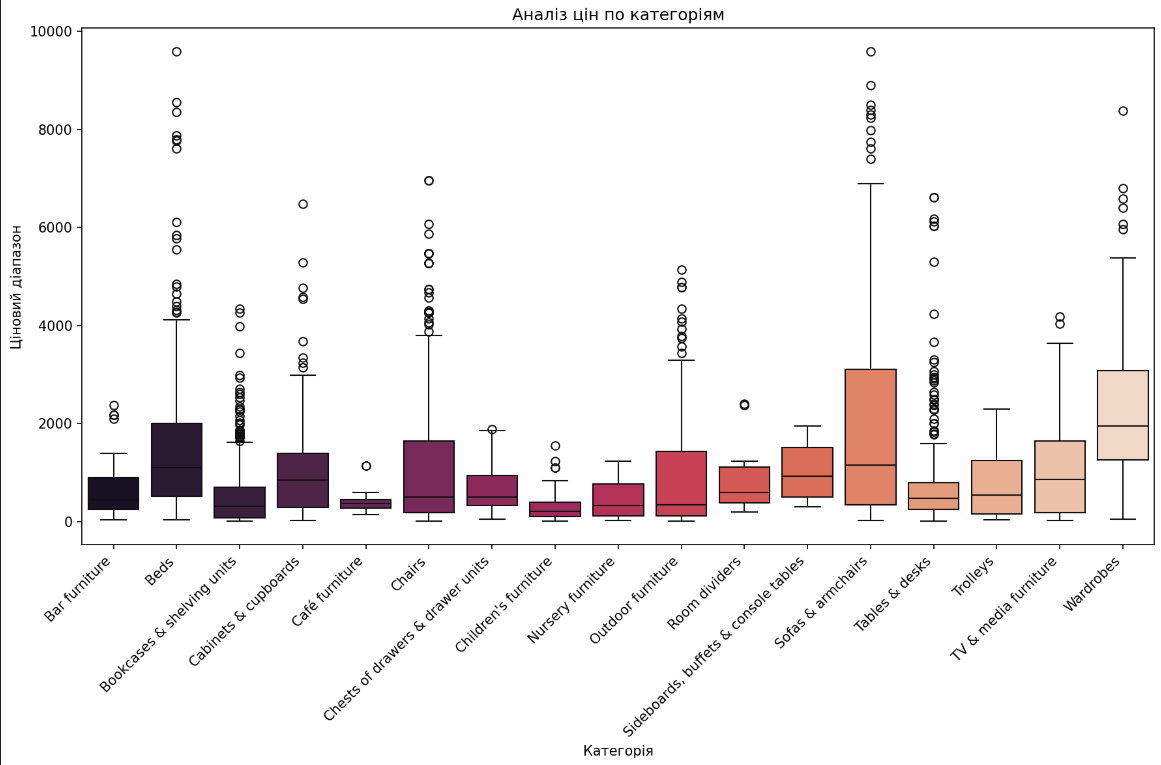 Аналіз цін по категоріям
10000
8000
6000
4000
2000
0
Ціновий діапазон
Bar furniture
Beds
Bookcases & shelving units
Cabinets & cupboards
Café furniture
Chairs
Chests of drawers & drawer units
Children's furniture
Nursery furniture
Outdoor furniture
Room dividers
Sideboards, buffets & console tables
Sofas & armchairs
Tables & desks
Trolleys
TV & media furniture
Wardrobes
Категорія